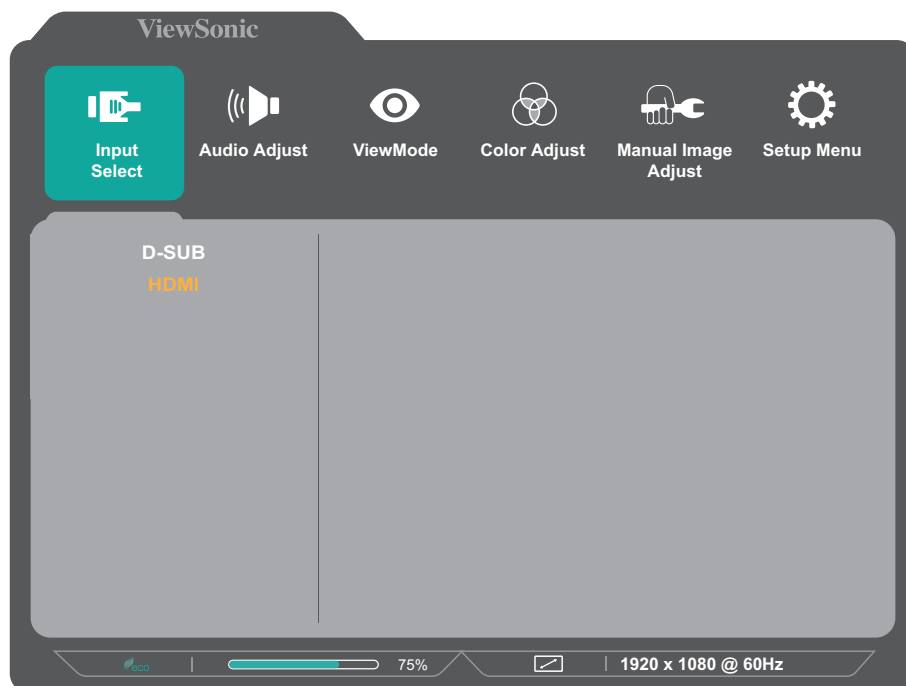 ViewSonic
Input
Select
Audio Adjust
ViewMode
Color Adjust
Manual Image
Adjust
Setup Menu
D-SUB
HDMI
eco
75%
1920 x 1080 @ 60Hz